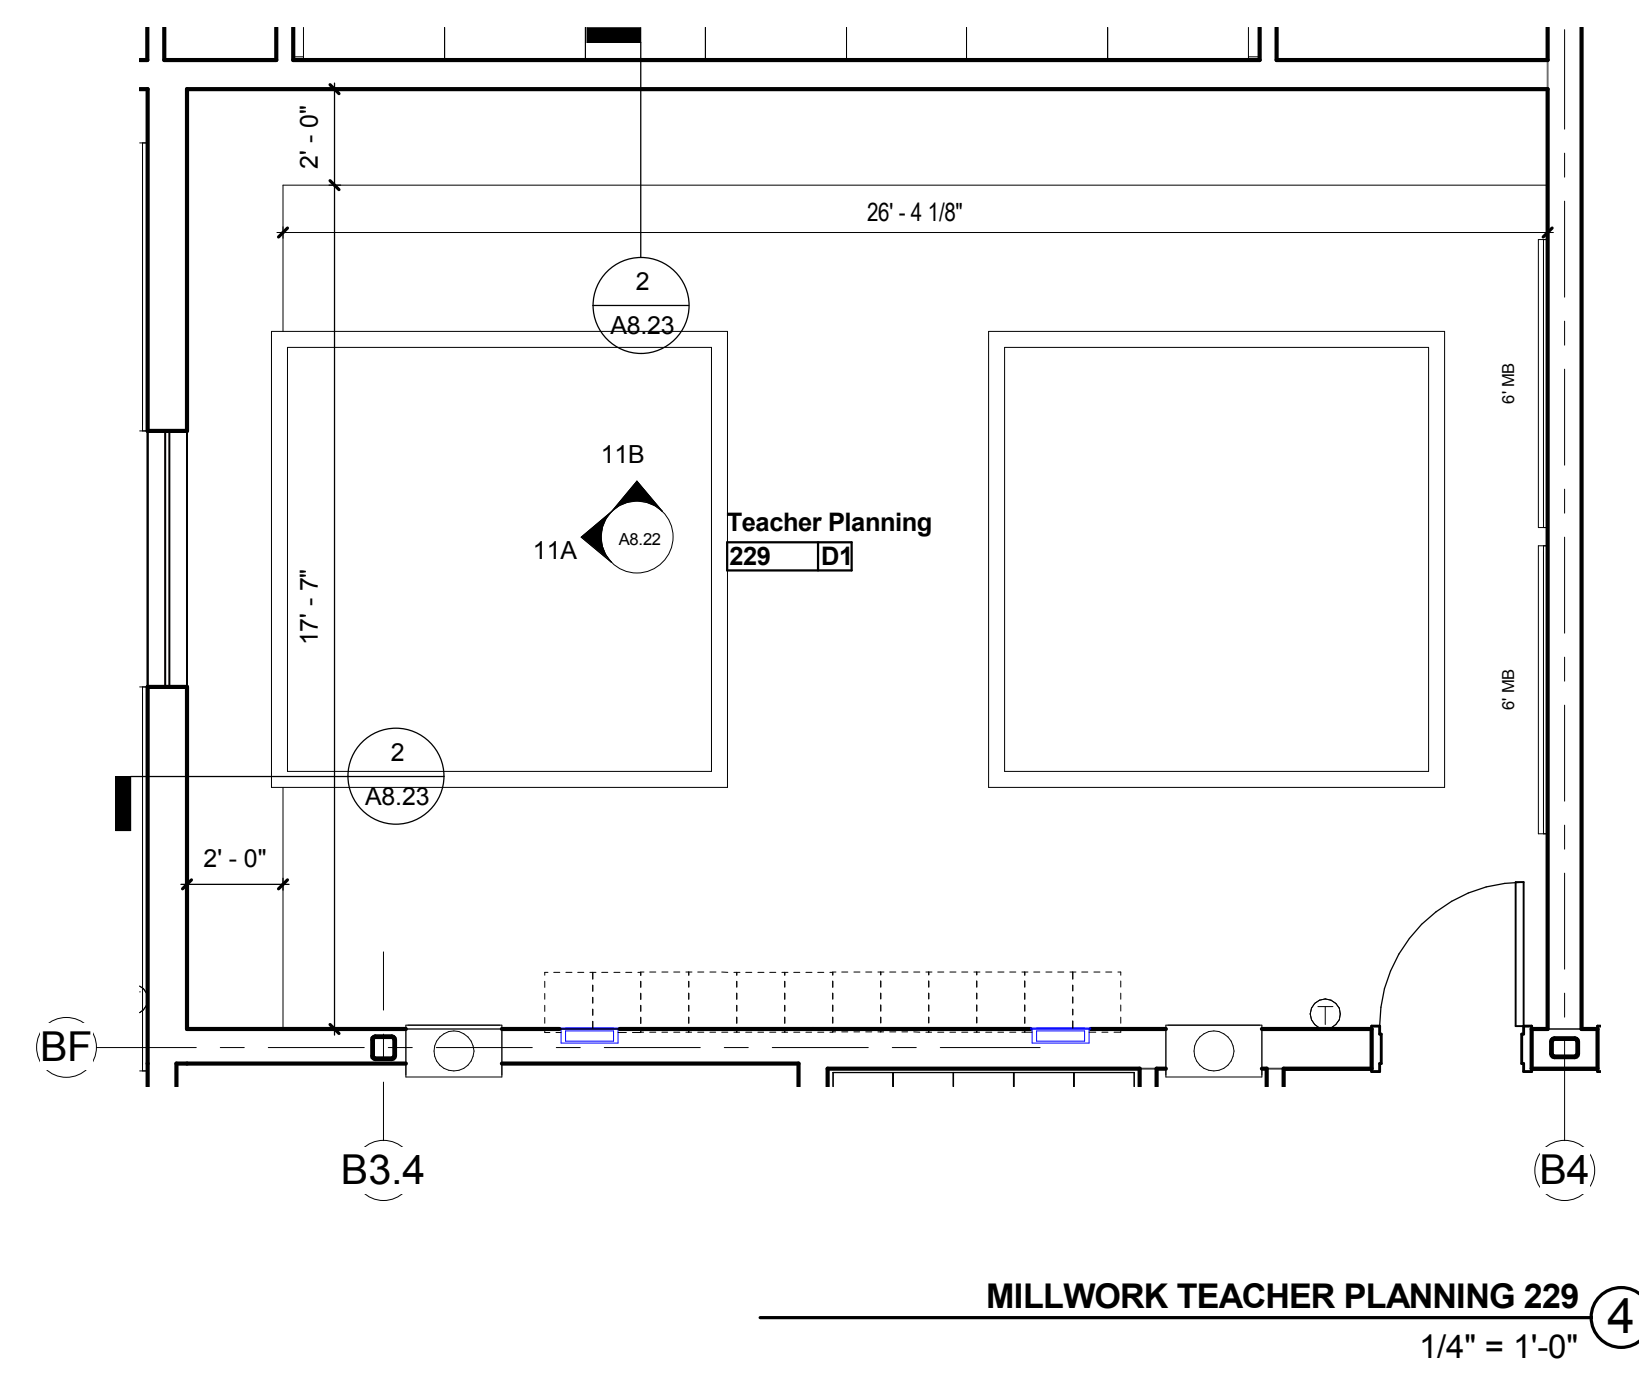 2' - 0"
26' - 4 1/8"
2
A8.23
6' MB
11B
11A
A8.22
Teacher Planning
229 D1
17' - 7"
6' MB
2
A8.23
2' - 0"
T
BF
B3.4
B4
MILLWORK TEACHER PLANNING 229
4
1/4" = 1'-0"